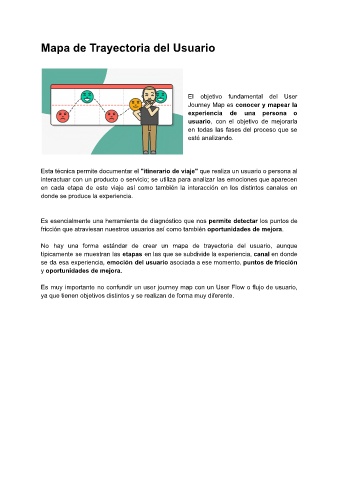 Mapa de Trayectoria del Usuario
El objetivo fundamental del User
Journey Map es conocer y mapear la
experiencia de una persona o
usuario, con el objetivo de mejorarla
en todas las fases del proceso que se
esté analizando.
Esta técnica permite documentar el "itinerario de viaje" que realiza un usuario o persona al
interactuar con un producto o servicio; se utiliza para analizar las emociones que aparecen
en cada etapa de este viaje así como también la interacción en los distintos canales en
donde se produce la experiencia.
Es esencialmente una herramienta de diagnóstico que nos permite detectar los puntos de
fricción que atraviesan nuestros usuarios así como también oportunidades de mejora.
No hay una forma estándar de crear un mapa de trayectoria del usuario, aunque
típicamente se muestran las etapas en las que se subdivide la experiencia, canal en donde
se da esa experiencia, emoción del usuario asociada a ese momento, puntos de fricción
y oportunidades de mejora.
Es muy importante no confundir un user journey map con un User Flow o flujo de usuario,
ya que tienen objetivos distintos y se realizan de forma muy diferente.